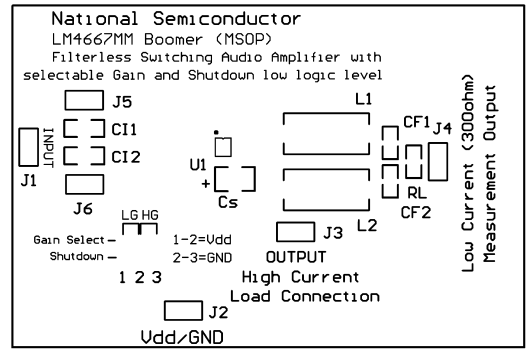 National Semiconductor
LM4667MM Boomer (MSOP)
Filterless Switching Audio Amplifier with
selectable Gain and Shutdown low logic level
J5
L1
CI1
CF1
J4
INPUT
J1
CI2
U1
+
Cs
RL
CF2
J6
L2
LG HG
J3
Gain Select – 1-2=Vdd
Shutdown – 2-3=GND
OUTPUT
1 2 3
High Current
Load Connection
J2
Vdd/GND
Low Current (300ohm)
Measurement Output